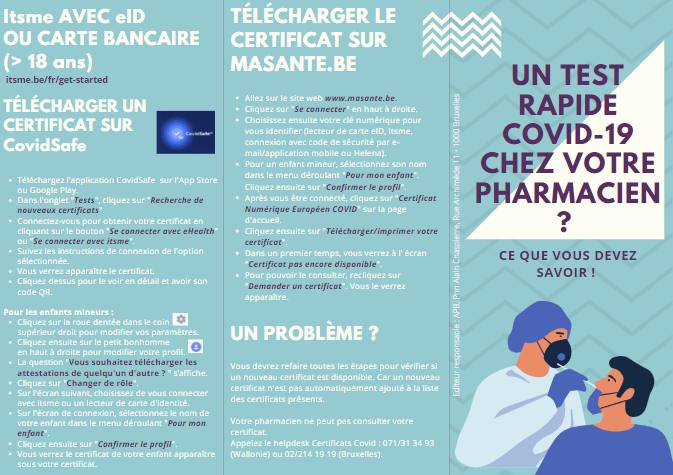 Itsme AVEC eID
OU CARTE BANCAIRE
(> 18 ans)
itsme.be/fr/get-started
TÉLÉCHARGER UN
CERTIFICAT SUR
CovidSafe
CovidSafe
Téléchargez l'application CovidSafe sur l'App Store
ou Google Play.
Dans l'onglet "Tests", cliquez sur "Recherche de
nouveaux certificats".
Connectez-vous pour obtenir votre certificat en
cliquant sur le bouton "Se connecter avec eHealth"
ou "Se connecter avec itsme".
Suivez les instructions de connexion de l'option
sélectionnée.
Vous verrez apparaître le certificat.
Cliquez dessus pour le voir en détail et avoir son
code QR.
Pour les enfants mineurs :
Cliquez sur la roue dentée dans le coin
supérieur droit pour modifier vos paramètres.
Cliquez ensuite sur le petit bonhomme
en haut à droite pour modifier votre profil.
La question "Vous souhaitez télécharger les
attestations de quelqu'un d'autre ? " s'affiche.
Cliquez sur "Changer de rôle".
Sur l'écran suivant, choisissez de vous connecter
avec itsme ou un lecteur de carte d'identité.
Sur l'écran de connexion, sélectionnez le nom de
votre enfant dans le menu déroulant "Pour mon
enfant".
Cliquez ensuite sur "Confirmer le profil".
Vous verrez le certificat de votre enfant apparaître
sous votre certificat.
TÉLÉCHARGER LE
CERTIFICAT SUR
MASANTE.BE
Allez sur le site web www.masante.be.
Cliquez sur "Se connecter" en haut à droite.
Choisissez ensuite votre clé numérique pour
vous identifier (lecteur de carte eID, itsme,
connexion avec code de sécurité par e-
mail/application mobile ou Helena).
Pour un enfant mineur, sélectionnez son nom
dans le menu déroulant "Pour mon enfant".
Cliquez ensuite sur "Confirmer le profil".
Après vous être connecté, cliquez sur "Certificat
Numérique Européen COVID" sur la page
d'accueil.
Cliquez ensuite sur "Télécharger/imprimer votre
certificat".
Dans un premier temps, vous verrez à l' écran
"Certificat pas encore disponible".
Pour pouvoir le consulter, recliquez sur
"Demander un certificat". Vous le verrez
apparaître.
UN PROBLÈME ?
Vous devrez refaire toutes les étapes pour vérifier si
un nouveau certificat est disponible. Car un nouveau
certificat n'est pas automatiquement ajouté à la liste
des certificats présents.
Votre pharmacien ne peut pas consulter votre
certificat.
Appelez le helpdesk Certificats Covid : 071/31 34 93
(Wallonie) ou 02/214 19 19 (Bruxelles).
Editeur responsable : APB, Phn Alain Chaspierre, Rue Archimède 11 • 1000 Bruxelles
UN TEST
RAPIDE
COVID-19
CHEZ VOTRE
PHARMACIEN
?
CE QUE VOUS DEVEZ
SAVOIR !